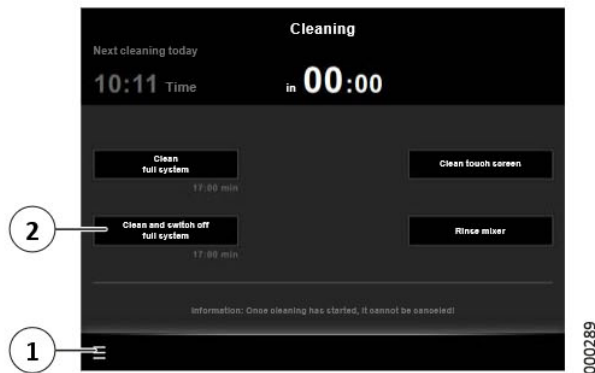 Cleaning
Next cleaning today
10:11 Time
in 00:00
Clean
full system
17:00 min
Clean touch screen
2
Clean and switch off
full system
17:00 min
Rinse mixer
Information: Once cleaning has started, it cannot be canceled!
1
000289